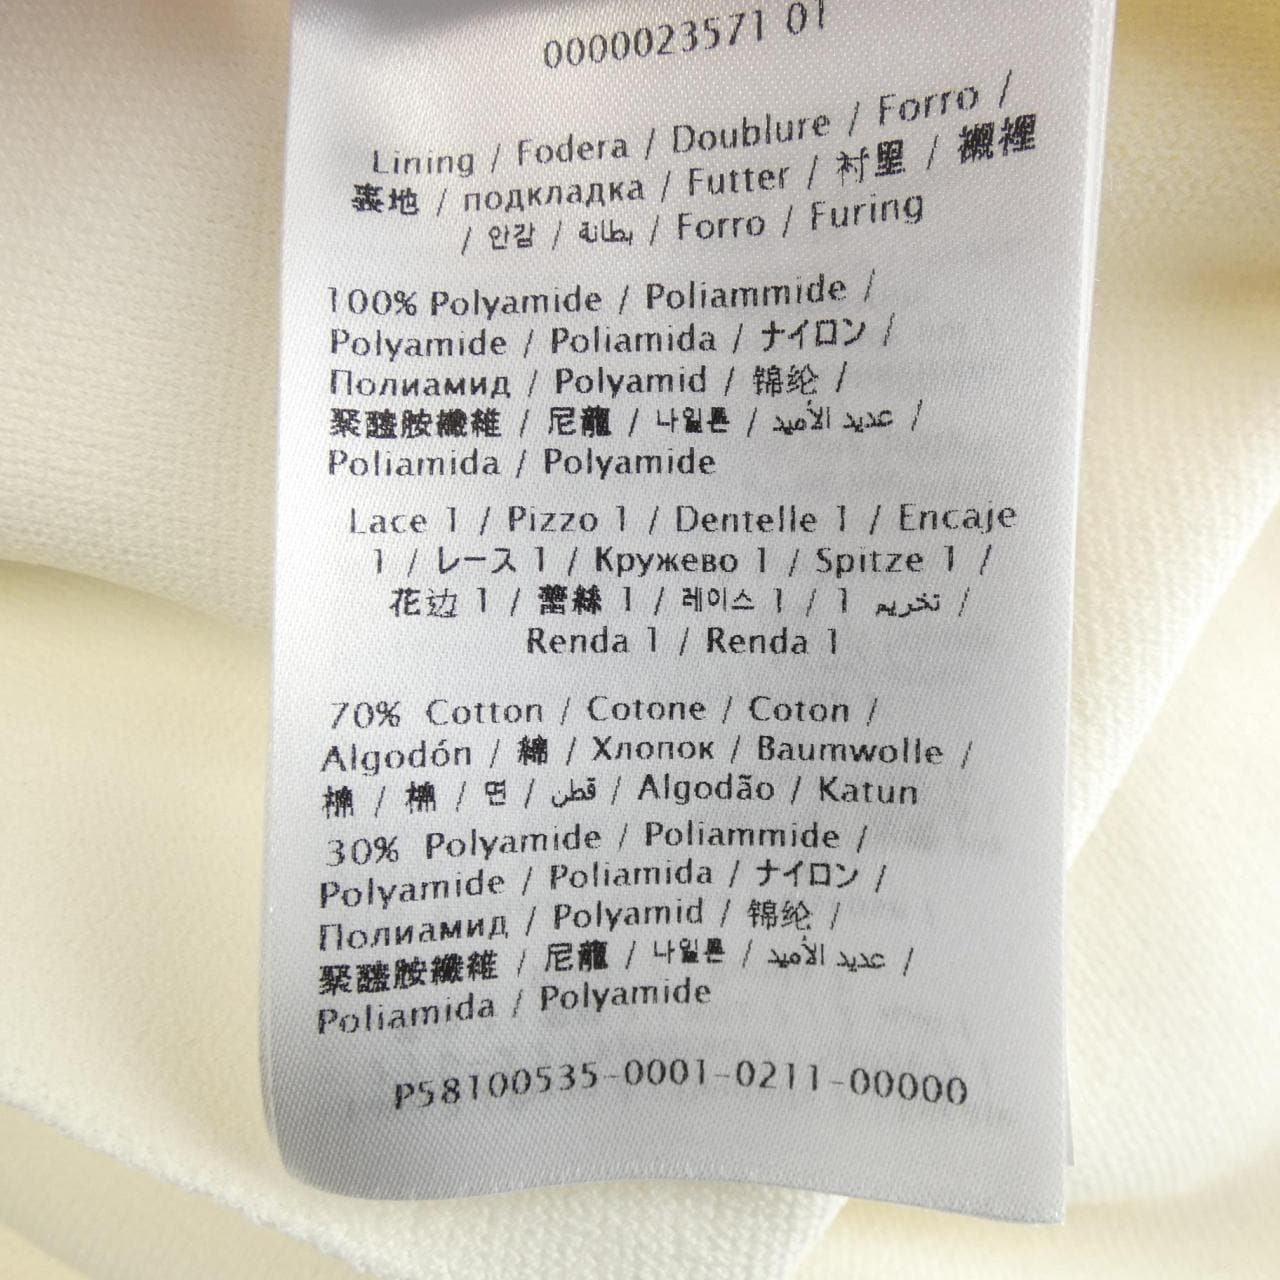 0000023571 01
Lining / Fodera / Doublure / Forro /
裏地 / подкладка / Futter / 村里 / 襯裡
/ 안감 / بطانة / Forro / Furing
100% Polyamide / Poliammide /
Polyamide / Poliamida / ナイロン /
Полиамид / Polyamid / 锦纶 /
聚醯胺纖維 / 尼龍 / 나일론 / عديد الأميد /
Poliamida / Polyamide
Lace 1 / Pizzo 1 / Dentelle 1 / Encaje
1 / レース 1 / Кружево 1 / Spitze 1 /
花边 1 / 蕾絲 1 / 레이스 1 / 1 تخريم /
Renda 1 / Renda 1
70% Cotton / Cotone / Coton /
Algodón / 綿 / Хлопок / Baumwolle /
棉 / 棉 / 면 / قطن / Algodão / Katun
30% Polyamide / Poliammide /
Polyamide / Poliamida / ナイロン /
Полиамид / Polyamid / 锦纶 /
聚醯胺纖維 / 尼龍 / 나일론 / عديد الأميد /
Poliamida / Polyamide
P58100535-0001-0211-00000